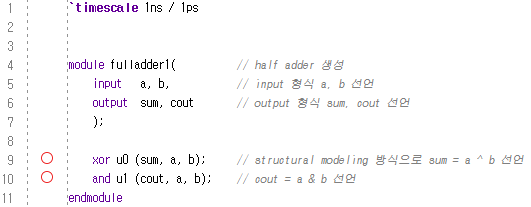 1 `timescale 1ns / 1ps
2
3
4 module fulladder1( // half adder 생성
5 input a, b, // input 형식 a, b 선언
6 output sum, cout // output 형식 sum, cout 선언
7 );
8
9 xor u0 (sum, a, b); // structural modeling 방식으로 sum = a ^ b 선언
10 and u1 (cout, a, b); // cout = a & b 선언
11 endmodule